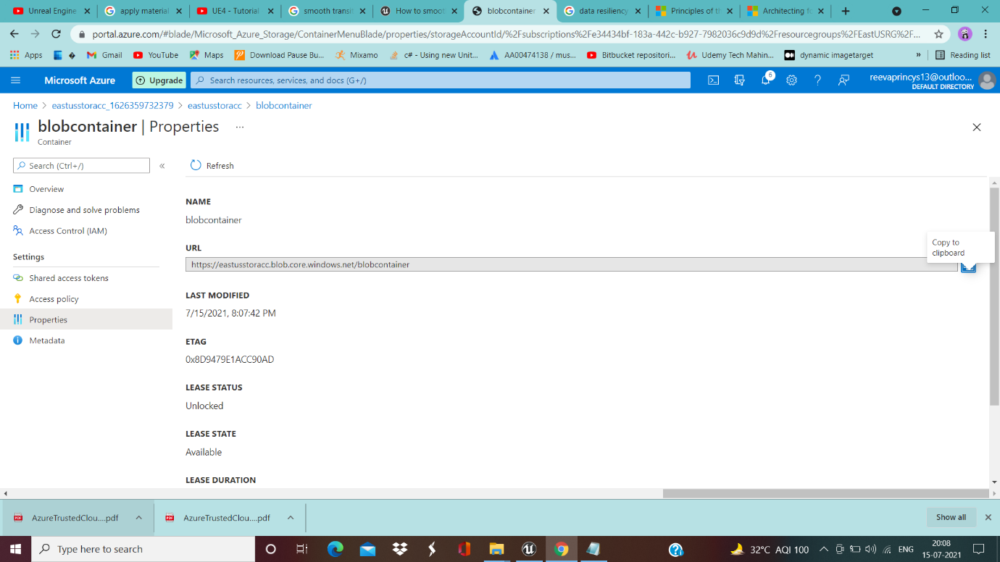 Unreal Engine
apply material
UE4 - Tutorial
smooth transit
How to smoot
blobcontainer
data resiliency
Principles of th
Architecting fo
portal.azure.com/#blade/Microsoft_Azure_Storage/ContainerMenuBlade/properties/storageAccountId/%2Fsubscriptions%2Fe34434bf-183a-442c-b927-7982036c9d9d%2Fresourcegroups%2FEastUSRG%2F...
Apps
Gmail
YouTube
Maps
Download Pause Bu...
Mixamo
c# - Using new Unit...
AA00474138 / mus...
Bitbucket repositori...
Udemy Tech Mahin...
dynamic imagetarget
»
Reading list
Microsoft Azure
Upgrade
Search resources, services, and docs (G+/)
6
reevaprincys13@outloo...
DEFAULT DIRECTORY
Home > eastusstoracc_1626359732379 > eastusstoracc > blobcontainer
blobcontainer | Properties ...
Container
Search (Ctrl+/)
«
Refresh
Overview
Diagnose and solve problems
Access Control (IAM)
Settings
Shared access tokens
Access policy
Properties
Metadata
NAME
blobcontainer
URL
https://eastusstoracc.blob.core.windows.net/blobcontainer
Copy to
clipboard
LAST MODIFIED
7/15/2021, 8:07:42 PM
ETAG
0x8D9479E1ACC90AD
LEASE STATUS
Unlocked
LEASE STATE
Available
LEASE DURATION
AzureTrustedClou....pdf
AzureTrustedClou....pdf
Show all
Type here to search
32°C AQI 100
ENG
20:08
15-07-2021